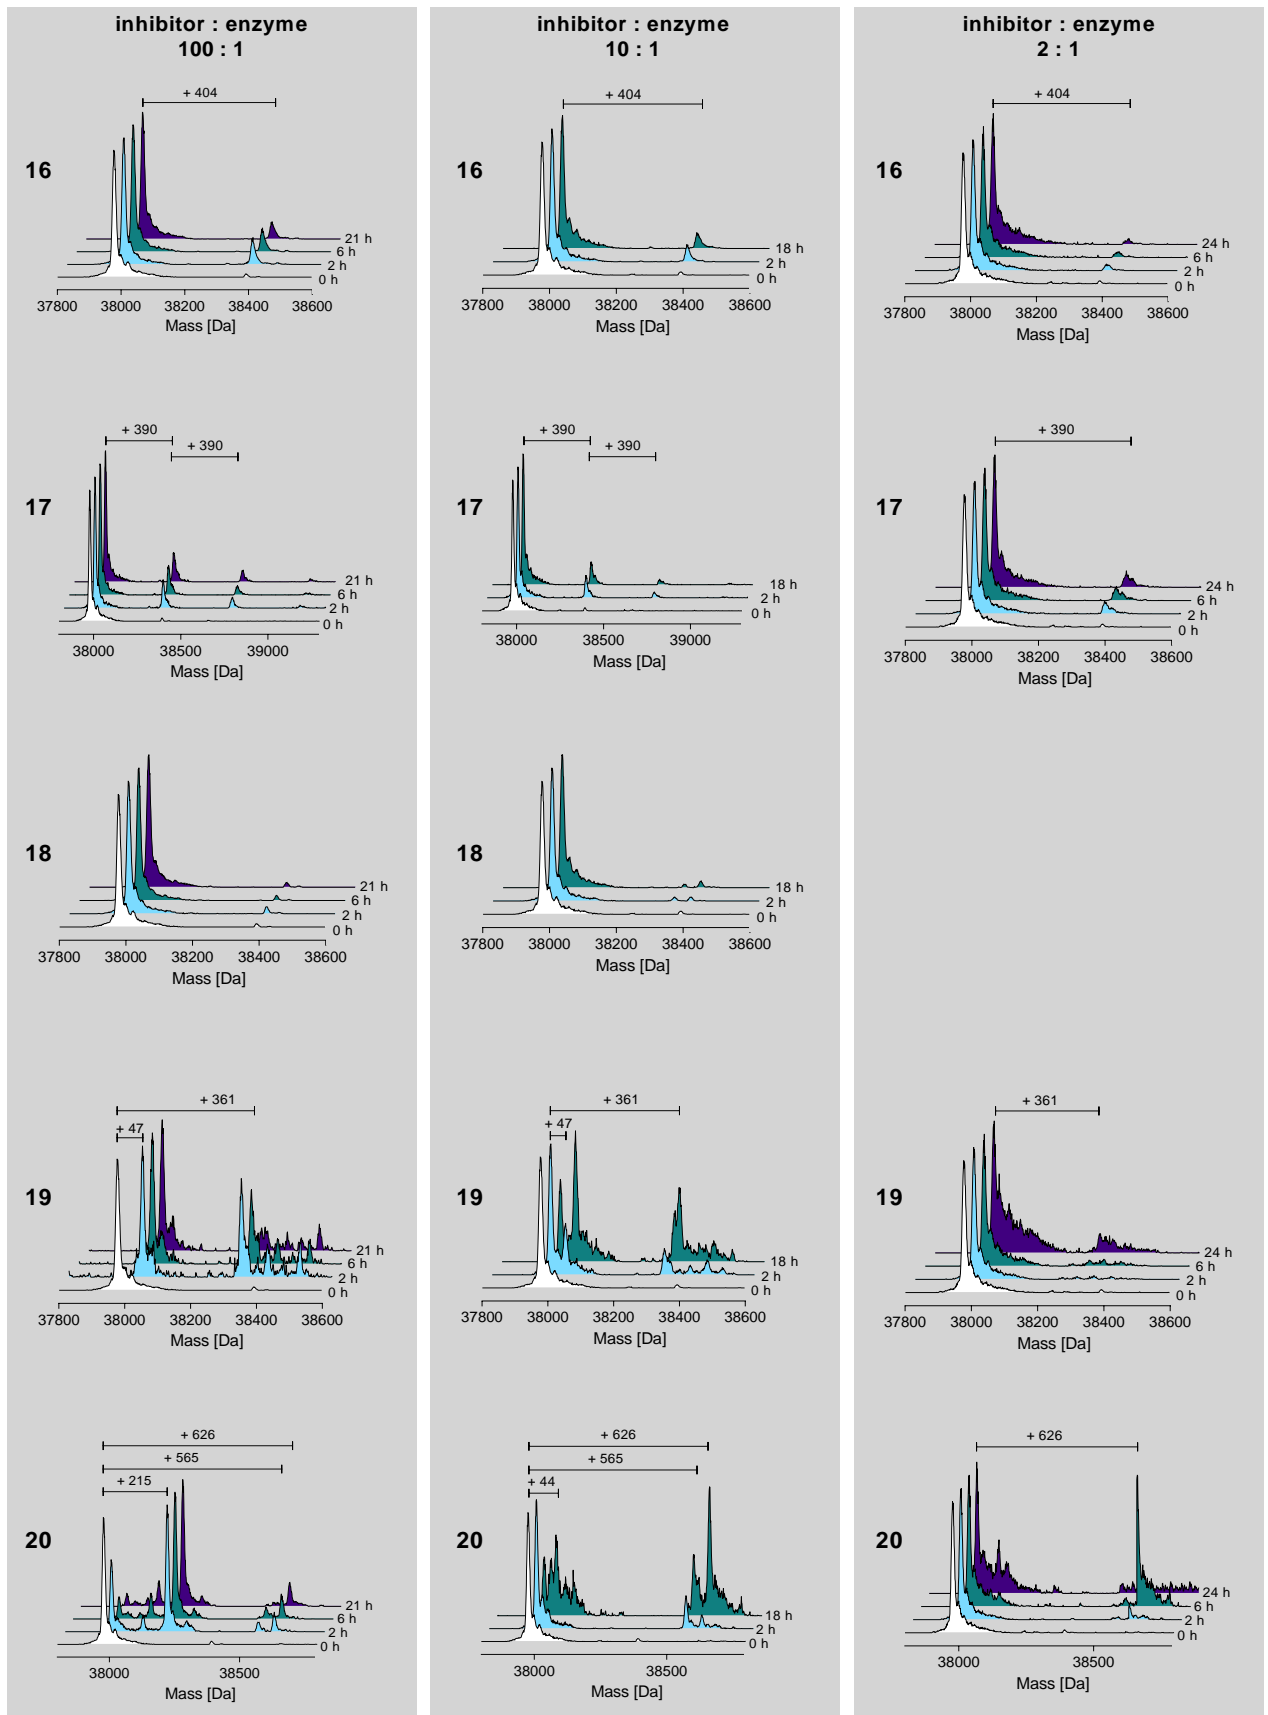 inhibitor : enzyme
100 : 1
inhibitor : enzyme
10 : 1
inhibitor : enzyme
2 : 1
16
+ 404
21 h
6 h
2 h
0 h
37800 38000 38200 38400 38600
Mass [Da]
16
+ 404
18 h
2 h
0 h
37800 38000 38200 38400 38600
Mass [Da]
16
+ 404
24 h
6 h
2 h
0 h
37800 38000 38200 38400 38600
Mass [Da]
17
+ 390
+ 390
21 h
6 h
2 h
0 h
38000 38500 39000
Mass [Da]
17
+ 390
+ 390
18 h
2 h
0 h
38000 38500 39000
Mass [Da]
17
+ 390
24 h
6 h
2 h
0 h
37800 38000 38200 38400 38600
Mass [Da]
18
21 h
6 h
2 h
0 h
37800 38000 38200 38400 38600
Mass [Da]
18
18 h
2 h
0 h
37800 38000 38200 38400 38600
Mass [Da]
19
+ 361
+ 47
21 h
6 h
2 h
0 h
37800 38000 38200 38400 38600
Mass [Da]
19
+ 361
+ 47
18 h
2 h
0 h
37800 38000 38200 38400 38600
Mass [Da]
19
+ 361
24 h
6 h
2 h
0 h
37800 38000 38200 38400 38600
Mass [Da]
20
+ 626
+ 565
+ 215
21 h
6 h
2 h
0 h
38000 38500
Mass [Da]
20
+ 626
+ 565
+ 44
18 h
2 h
0 h
38000 38500
Mass [Da]
20
+ 626
24 h
6 h
2 h
0 h
38000 38500
Mass [Da]